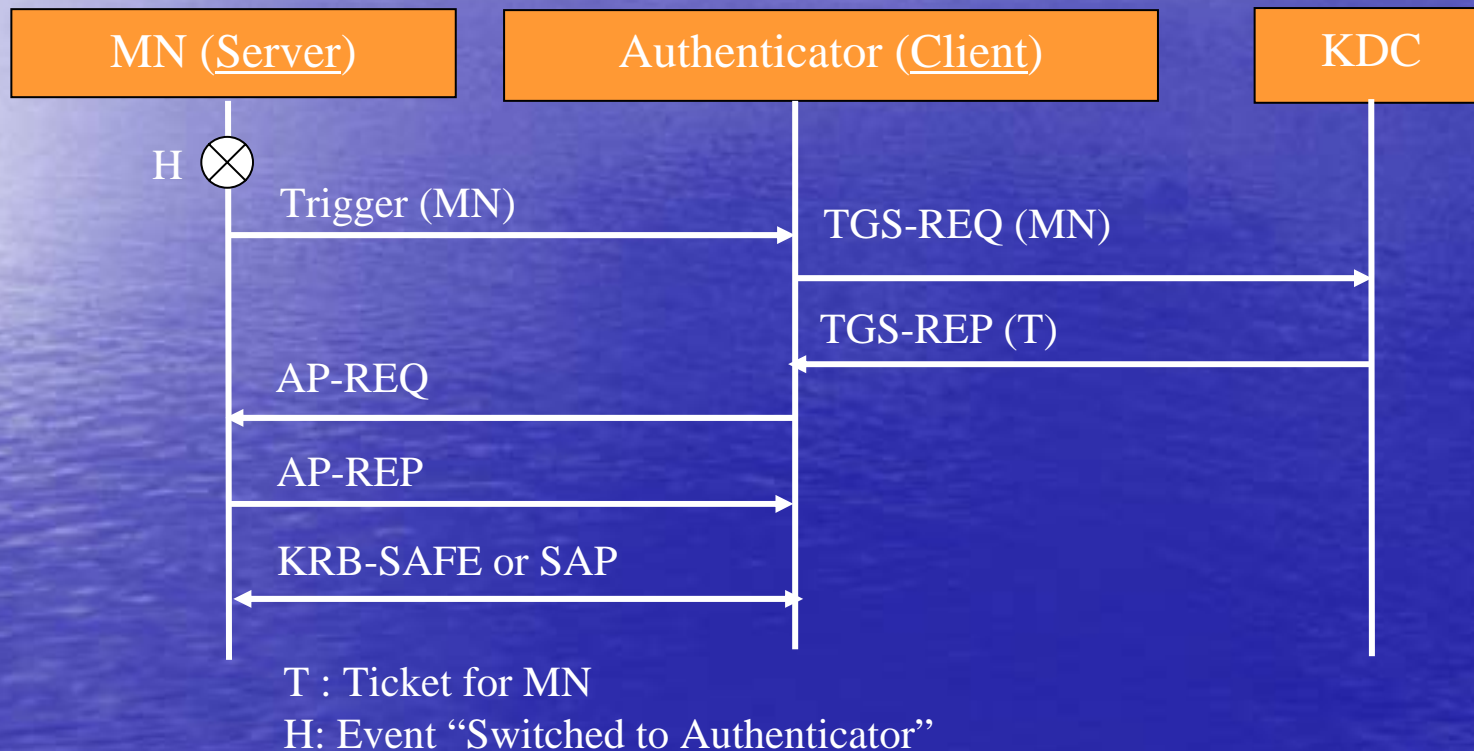 MN (Server)
Authenticator (Client)
KDC
H
Trigger (MN)
TGS-REQ (MN)
TGS-REP (T)
AP-REQ
AP-REP
KRB-SAFE or SAP
T : Ticket for MN
H: Event “Switched to Authenticator”